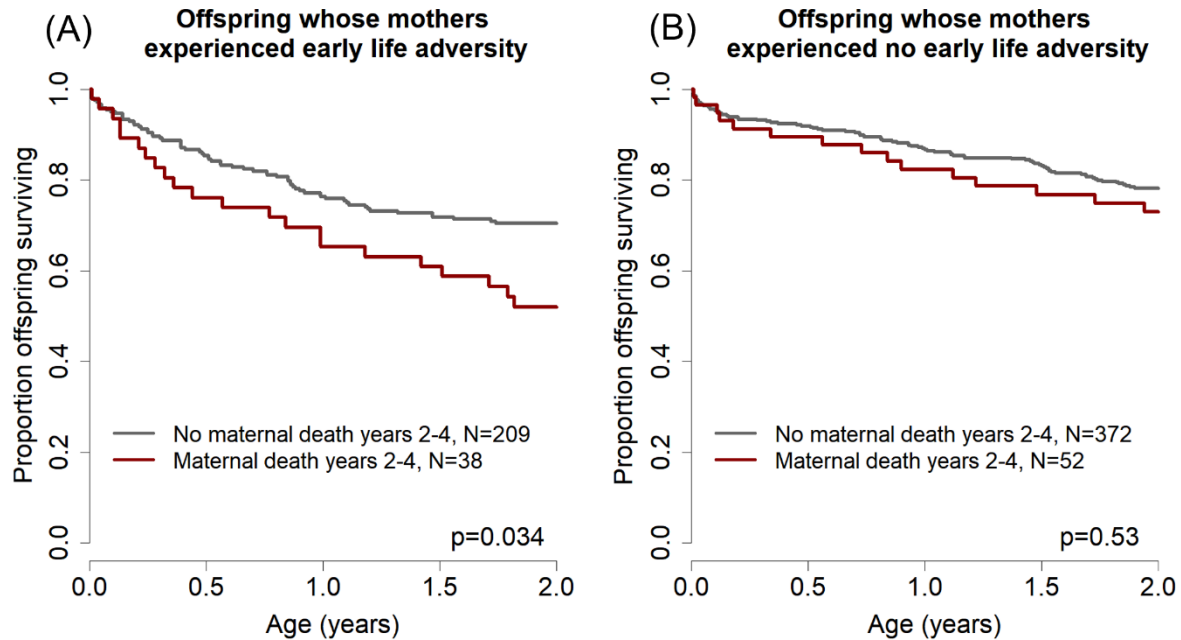 (A)
Offspring whose mothers
experienced early life adversity
Proportion offspring surviving
1.0
0.8
0.6
0.4
0.2
0.0
No maternal death years 2-4, N=209
Maternal death years 2-4, N=38
p=0.034
0.0 0.5 1.0 1.5 2.0
Age (years)
(B)
Offspring whose mothers
experienced no early life adversity
Proportion offspring surviving
1.0
0.8
0.6
0.4
0.2
0.0
No maternal death years 2-4, N=372
Maternal death years 2-4, N=52
p=0.53
0.0 0.5 1.0 1.5 2.0
Age (years)